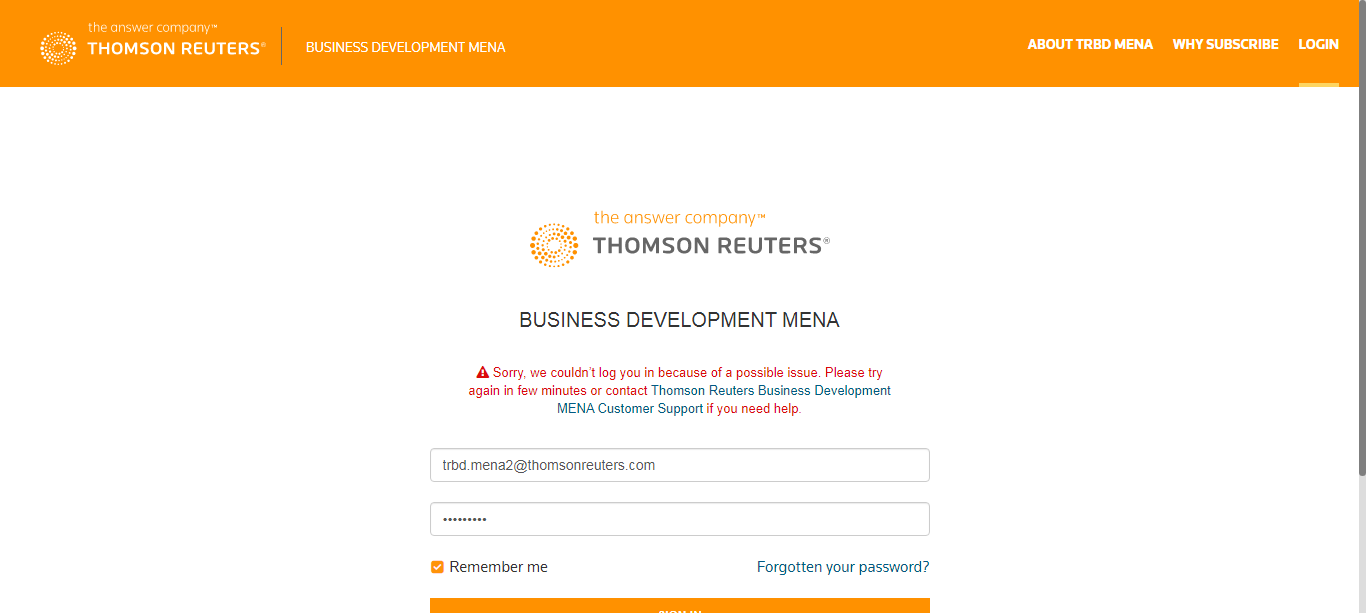 the answer company™
THOMSON REUTERS®
BUSINESS DEVELOPMENT MENA
ABOUT TRBD MENA
WHY SUBSCRIBE
LOGIN
the answer company™
THOMSON REUTERS®
BUSINESS DEVELOPMENT MENA
Sorry, we couldn't log you in because of a possible issue. Please try
again in few minutes or contact Thomson Reuters Business Development
MENA Customer Support if you need help.
trbd.mena2@thomsonreuters.com
•••••••••
Remember me
Forgotten your password?
SIGN IN